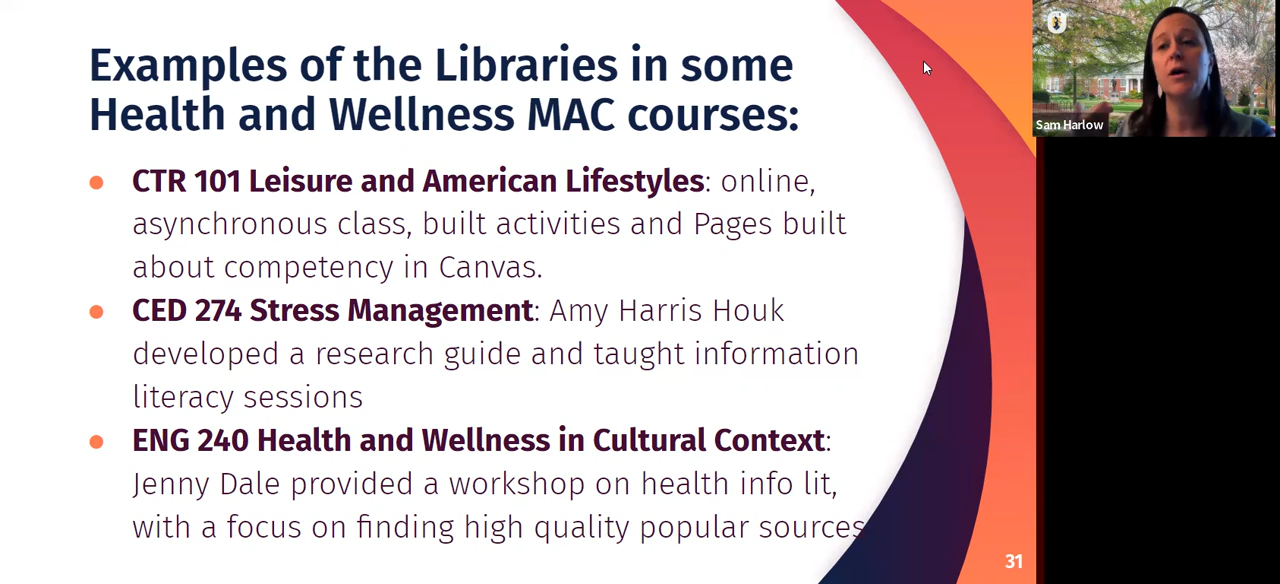 Examples of the Libraries in some
Health and Wellness MAC courses:
● CTR 101 Leisure and American Lifestyles: online,
asynchronous class, built activities and Pages built
about competency in Canvas.
● CED 274 Stress Management: Amy Harris Houk
developed a research guide and taught information
literacy sessions
● ENG 240 Health and Wellness in Cultural Context:
Jenny Dale provided a workshop on health info lit,
with a focus on finding high quality popular sources
31
Sam Harlow